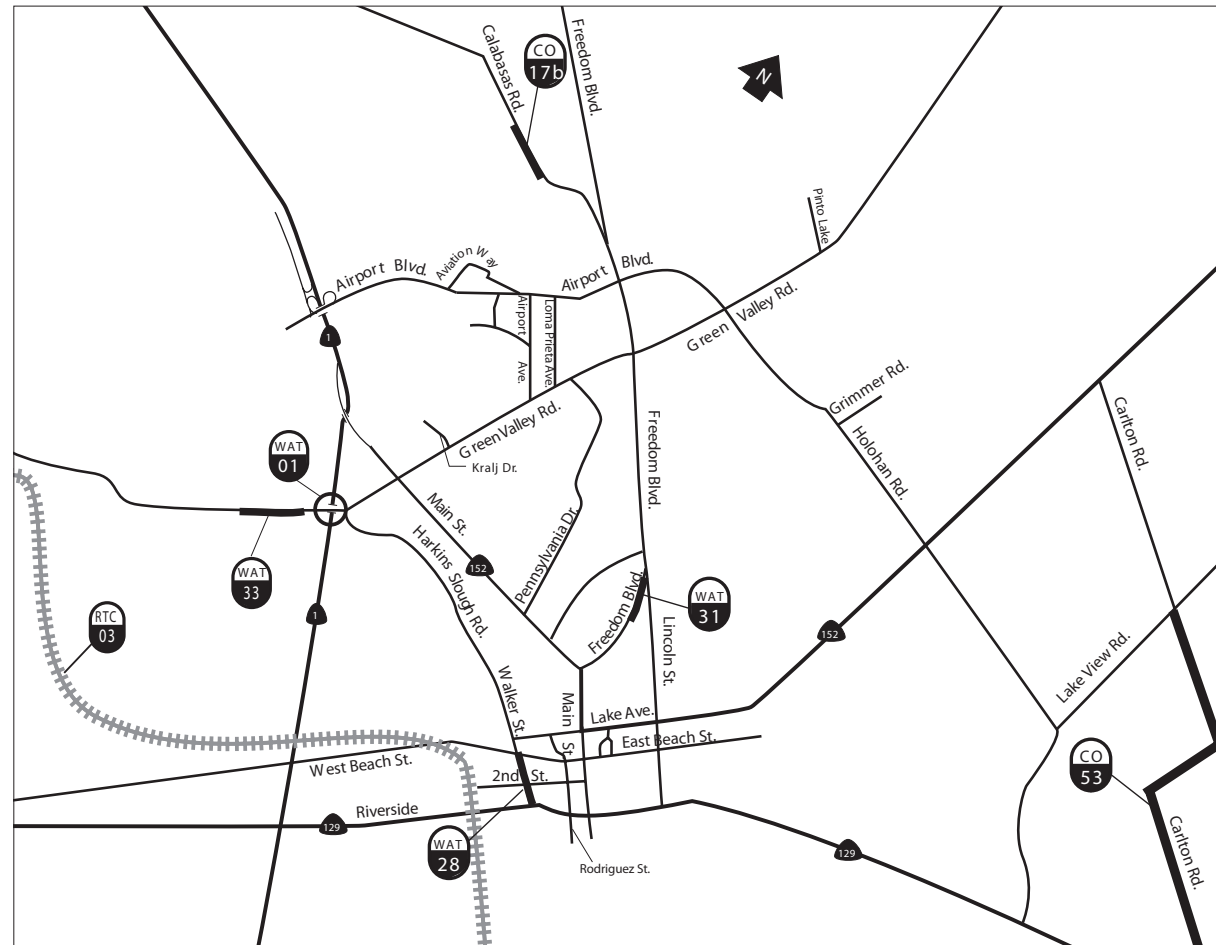 Calabasas Rd.
CO
17b
Freedom Blvd.
N
Pinto Lake
Airport Blvd.
Aviation Way
Airport Blvd.
1
Airport Ave.
Loma Prieta Ave.
Green Valley Rd.
Green Valley Rd.
Kralj Dr.
Grimmer Rd.
Holohan Rd.
Carlton Rd.
WAT
01
Main St.
Freedom Blvd.
Harkins Slough Rd.
152
Pennsylvania Dr.
WAT
33
Freedom Blvd.
WAT
31
RTC
03
1
Lincoln St.
152
Lake View Rd.
Walker St.
Main St.
Lake Ave.
East Beach St.
West Beach St.
2nd St.
CO
53
Riverside
129
WAT
28
129
Carlton Rd.
Rodriguez St.